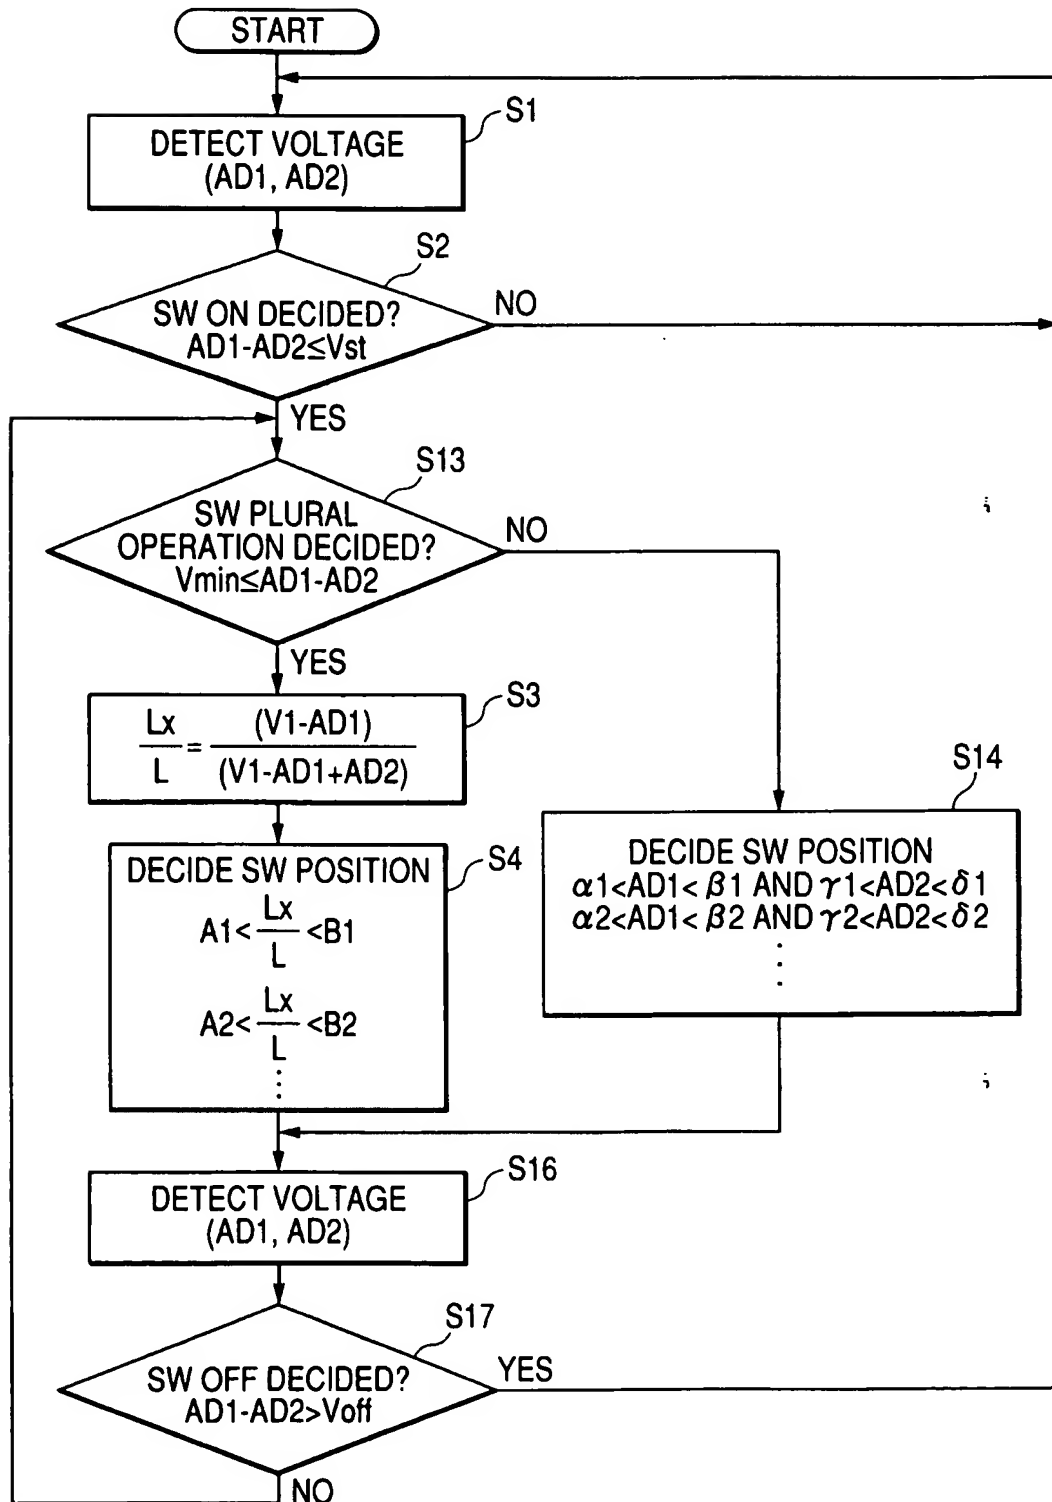 START
S1
DETECT VOLTAGE
(AD1, AD2)
S2
SW ON DECIDED?
AD1-AD2≤Vst
NO
YES
S13
SW PLURAL
OPERATION DECIDED?
Vmin≤AD1-AD2
NO
YES
S3
Lx/L = (V1-AD1)/(V1-AD1+AD2)
S4
DECIDE SW POSITION
A1< Lx/L <B1
A2< Lx/L <B2
⋮
S14
DECIDE SW POSITION
α1<AD1<β1 AND γ1<AD2<δ1
α2<AD1<β2 AND γ2<AD2<δ2
⋮
S16
DETECT VOLTAGE
(AD1, AD2)
S17
SW OFF DECIDED?
AD1-AD2>Voff
YES
NO